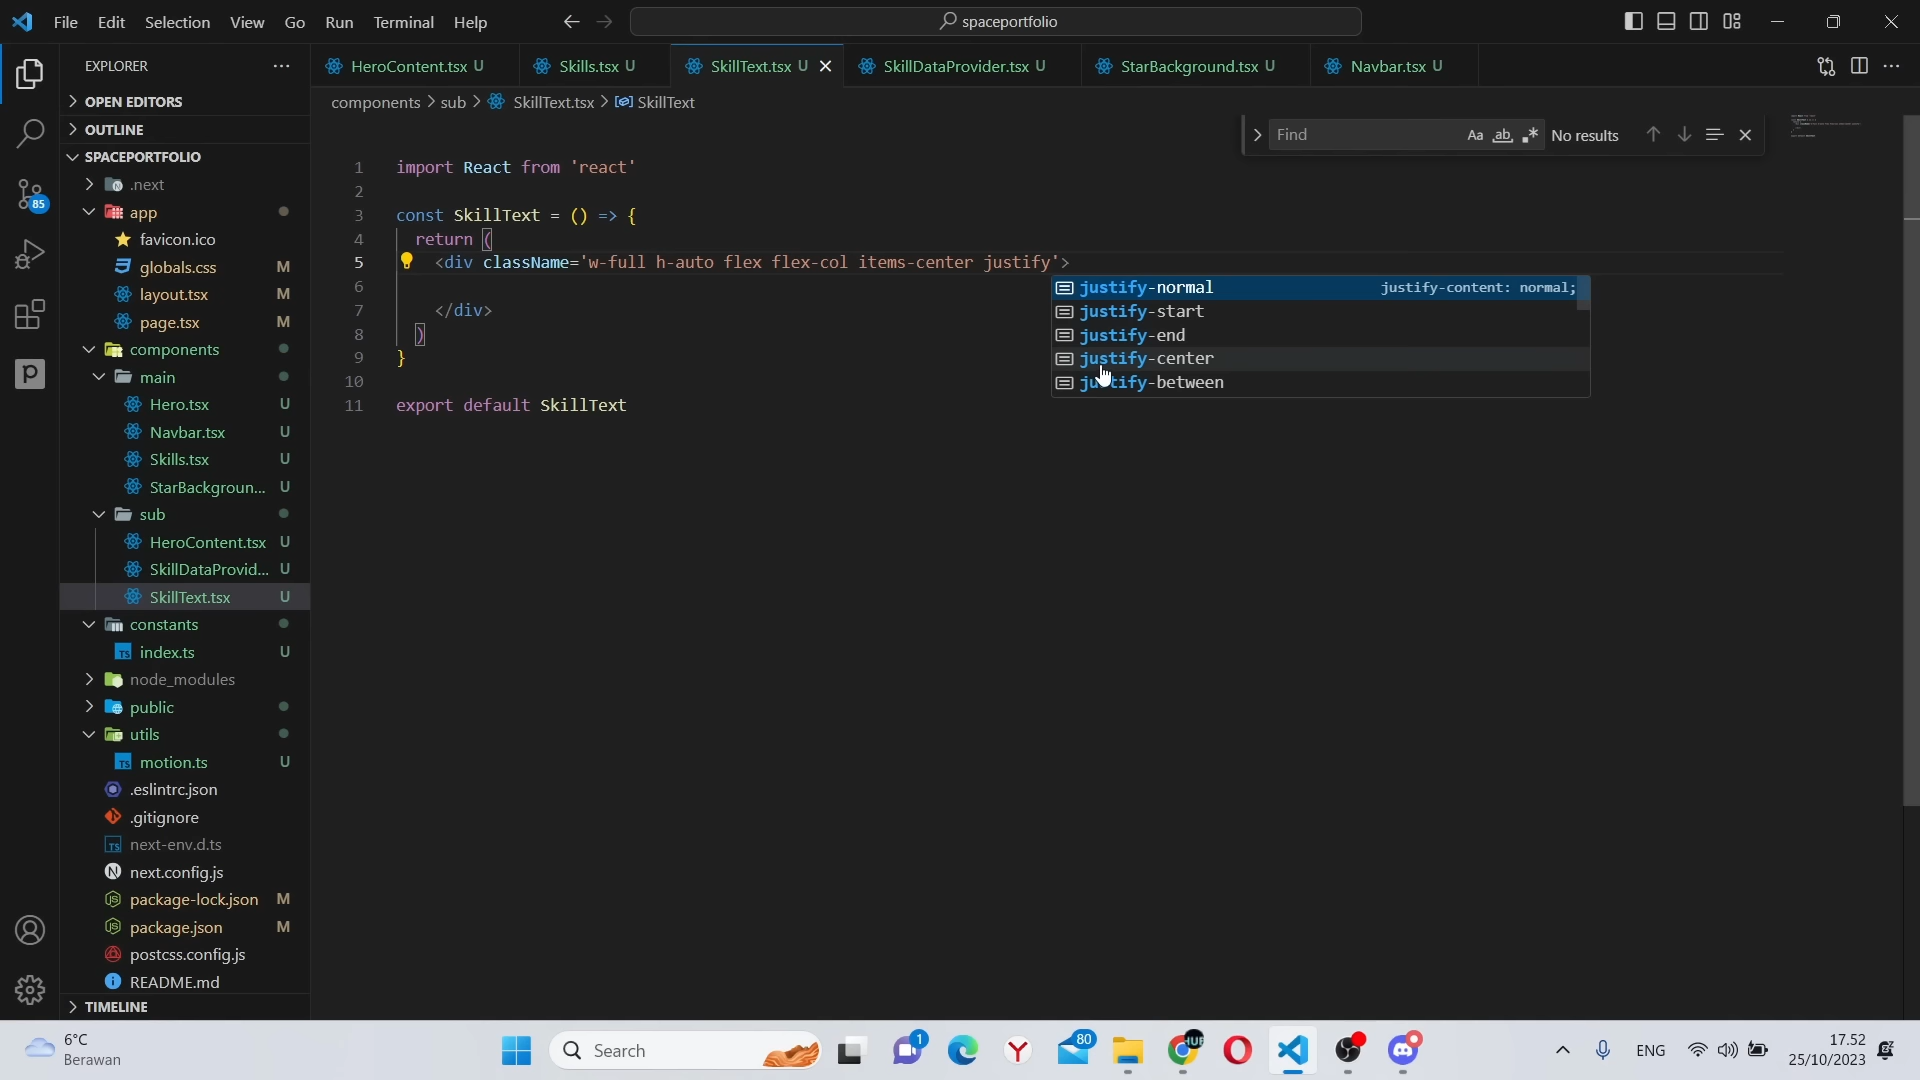 File Edit Selection View Go Run Terminal Help
spaceportfolio
EXPLORER
OPEN EDITORS
OUTLINE
SPACEPORTFOLIO
.next
app
favicon.ico
globals.css M
layout.tsx M
page.tsx M
components
main
Hero.tsx U
Navbar.tsx U
Skills.tsx U
StarBackgroun... U
sub
HeroContent.tsx U
SkillDataProvid... U
SkillText.tsx U
constants
index.ts U
node_modules
public
utils
motion.ts U
.eslintrc.json
.gitignore
next-env.d.ts
next.config.js
package-lock.json M
package.json M
postcss.config.js
README.md
TIMELINE
85
HeroContent.tsx U Skills.tsx U SkillText.tsx U SkillDataProvider.tsx U StarBackground.tsx U Navbar.tsx U
components > sub > SkillText.tsx > SkillText
Find Aa ab No results
1 import React from 'react'
2
3 const SkillText = () => {
4 return (
5 <div className='w-full h-auto flex flex-col items-center justify'>
6
7 </div>
8 )
9 }
10
11 export default SkillText
justify-normal justify-content: normal;
justify-start
justify-end
justify-center
justify-between
6°C
Berawan
Search
1
80
HUB
ENG
17.52
25/10/2023